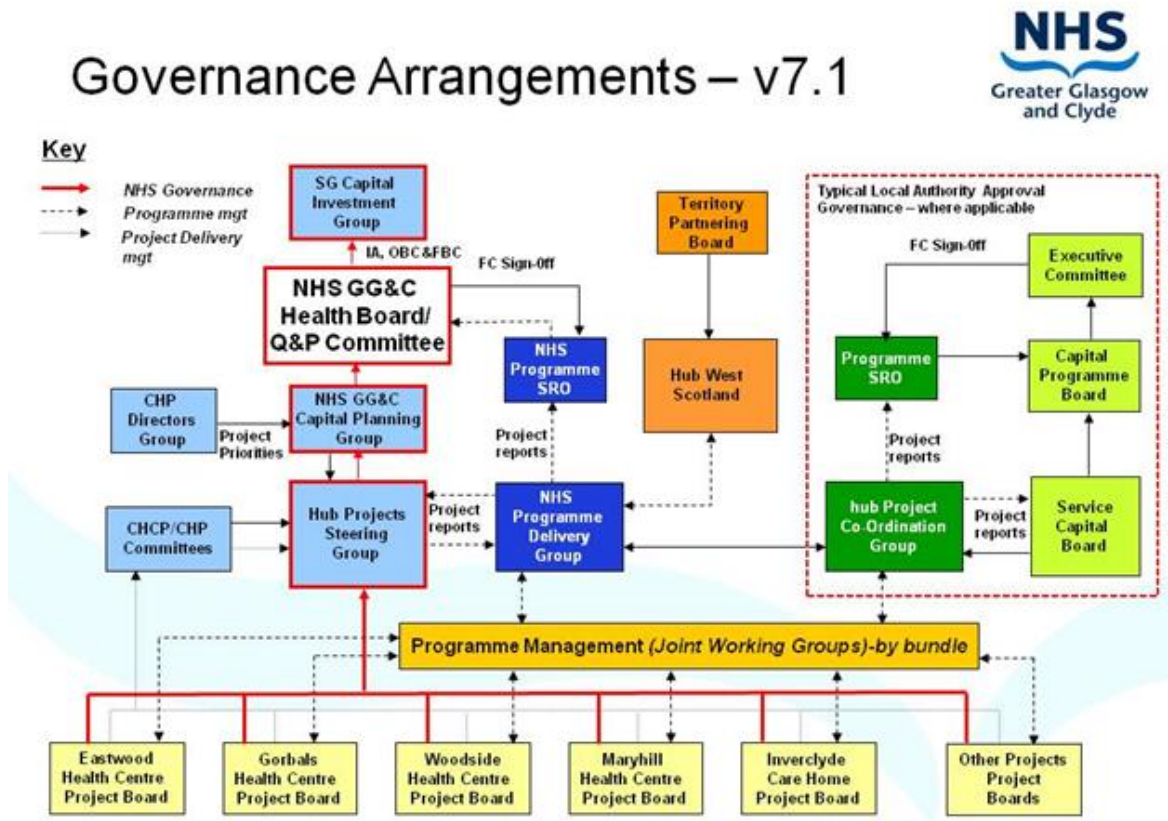 Governance Arrangements – v7.1
NHS
Greater Glasgow
and Clyde
Key
NHS Governance
Programme mgt
Project Delivery
mgt
SG Capital
Investment
Group
IA, OBC &FBC
FC Sign-Off
NHS GG&C
Health Board/
Q&P Committee
NHS
Programme
SRO
Territory
Partnering
Board
Hub West
Scotland
Typical Local Authority Approval
Governance – where applicable
FC Sign-Off
Executive
Committee
Programme
SRO
Capital
Programme
Board
CHP
Directors
Group
Project
Priorities
NHS GG&C
Capital Planning
Group
Project
reports
Project
reports
CHCP/CHP
Committees
Hub Projects
Steering
Group
Project
reports
NHS
Programme
Delivery
Group
hub Project
Co-Ordination
Group
Project
reports
Service
Capital
Board
Programme Management (Joint Working Groups)-by bundle
Eastwood
Health Centre
Project Board
Gorbals
Health Centre
Project Board
Woodside
Health Centre
Project Board
Maryhill
Health Centre
Project Board
Inverclyde
Care Home
Project Board
Other Projects
Project
Boards